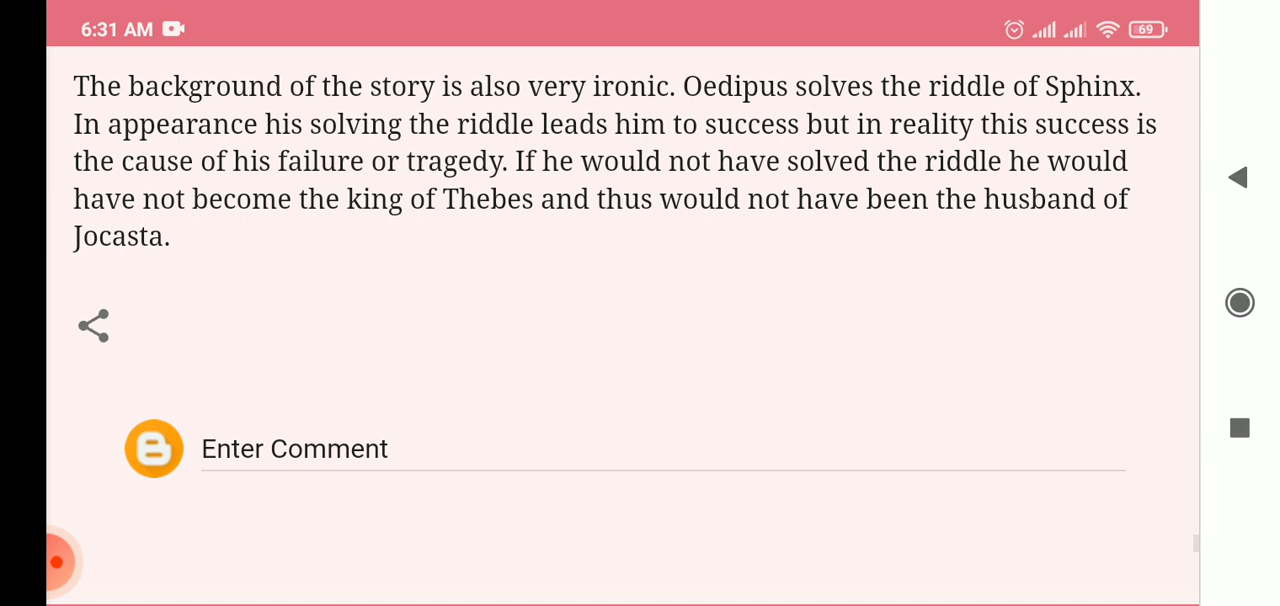 6:31 AM
69
The background of the story is also very ironic. Oedipus solves the riddle of Sphinx.
In appearance his solving the riddle leads him to success but in reality this success is
the cause of his failure or tragedy. If he would not have solved the riddle he would
have not become the king of Thebes and thus would not have been the husband of
Jocasta.
Enter Comment